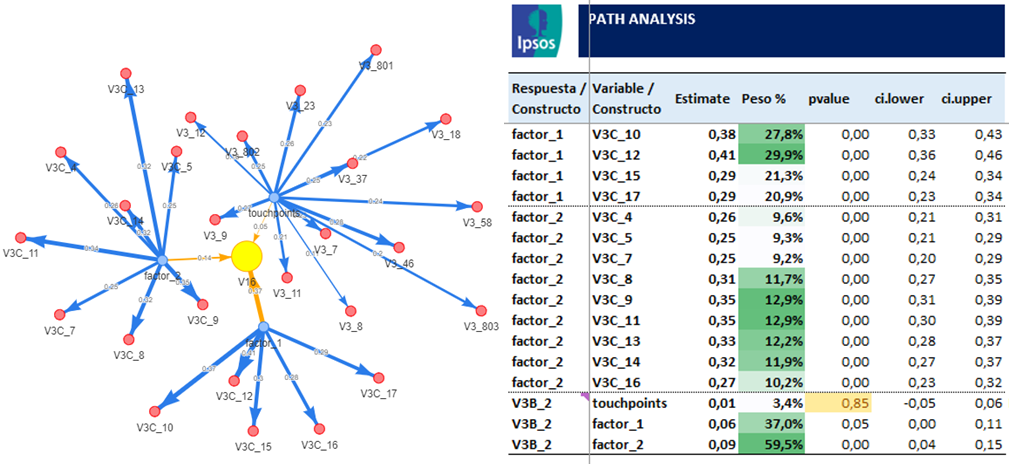 V3_801
V3C_13
V3_23
V3_12
V3_18
V3_802
V3C_4
V3C_5
V3_37
V3C_14
touchpoints
V3_58
V3_9
V3_7
V3C_11
V3_46
factor_2
V16
V3_11
V3C_9
V3C_7
V3_8
V3_803
factor_1
V3C_8
V3C_12
V3C_17
V3C_10
V3C_15
V3C_16
Ipsos
PATH ANALYSIS
Respuesta / Constructo Variable / Constructo Estimate Peso % pvalue ci.lower ci.upper
factor_1 V3C_10 0,38 27,8% 0,00 0,33 0,43
factor_1 V3C_12 0,41 29,9% 0,00 0,36 0,46
factor_1 V3C_15 0,29 21,3% 0,00 0,24 0,34
factor_1 V3C_17 0,29 20,9% 0,00 0,23 0,34
factor_2 V3C_4 0,26 9,6% 0,00 0,21 0,31
factor_2 V3C_5 0,25 9,3% 0,00 0,21 0,29
factor_2 V3C_7 0,25 9,2% 0,00 0,20 0,29
factor_2 V3C_8 0,31 11,7% 0,00 0,27 0,35
factor_2 V3C_9 0,35 12,9% 0,00 0,31 0,39
factor_2 V3C_11 0,35 12,9% 0,00 0,30 0,39
factor_2 V3C_13 0,33 12,2% 0,00 0,28 0,37
factor_2 V3C_14 0,32 11,9% 0,00 0,27 0,37
factor_2 V3C_16 0,27 10,2% 0,00 0,23 0,32
V3B_2 touchpoints 0,01 3,4% 0,85 -0,05 0,06
V3B_2 factor_1 0,06 37,0% 0,05 0,00 0,11
V3B_2 factor_2 0,09 59,5% 0,00 0,04 0,15